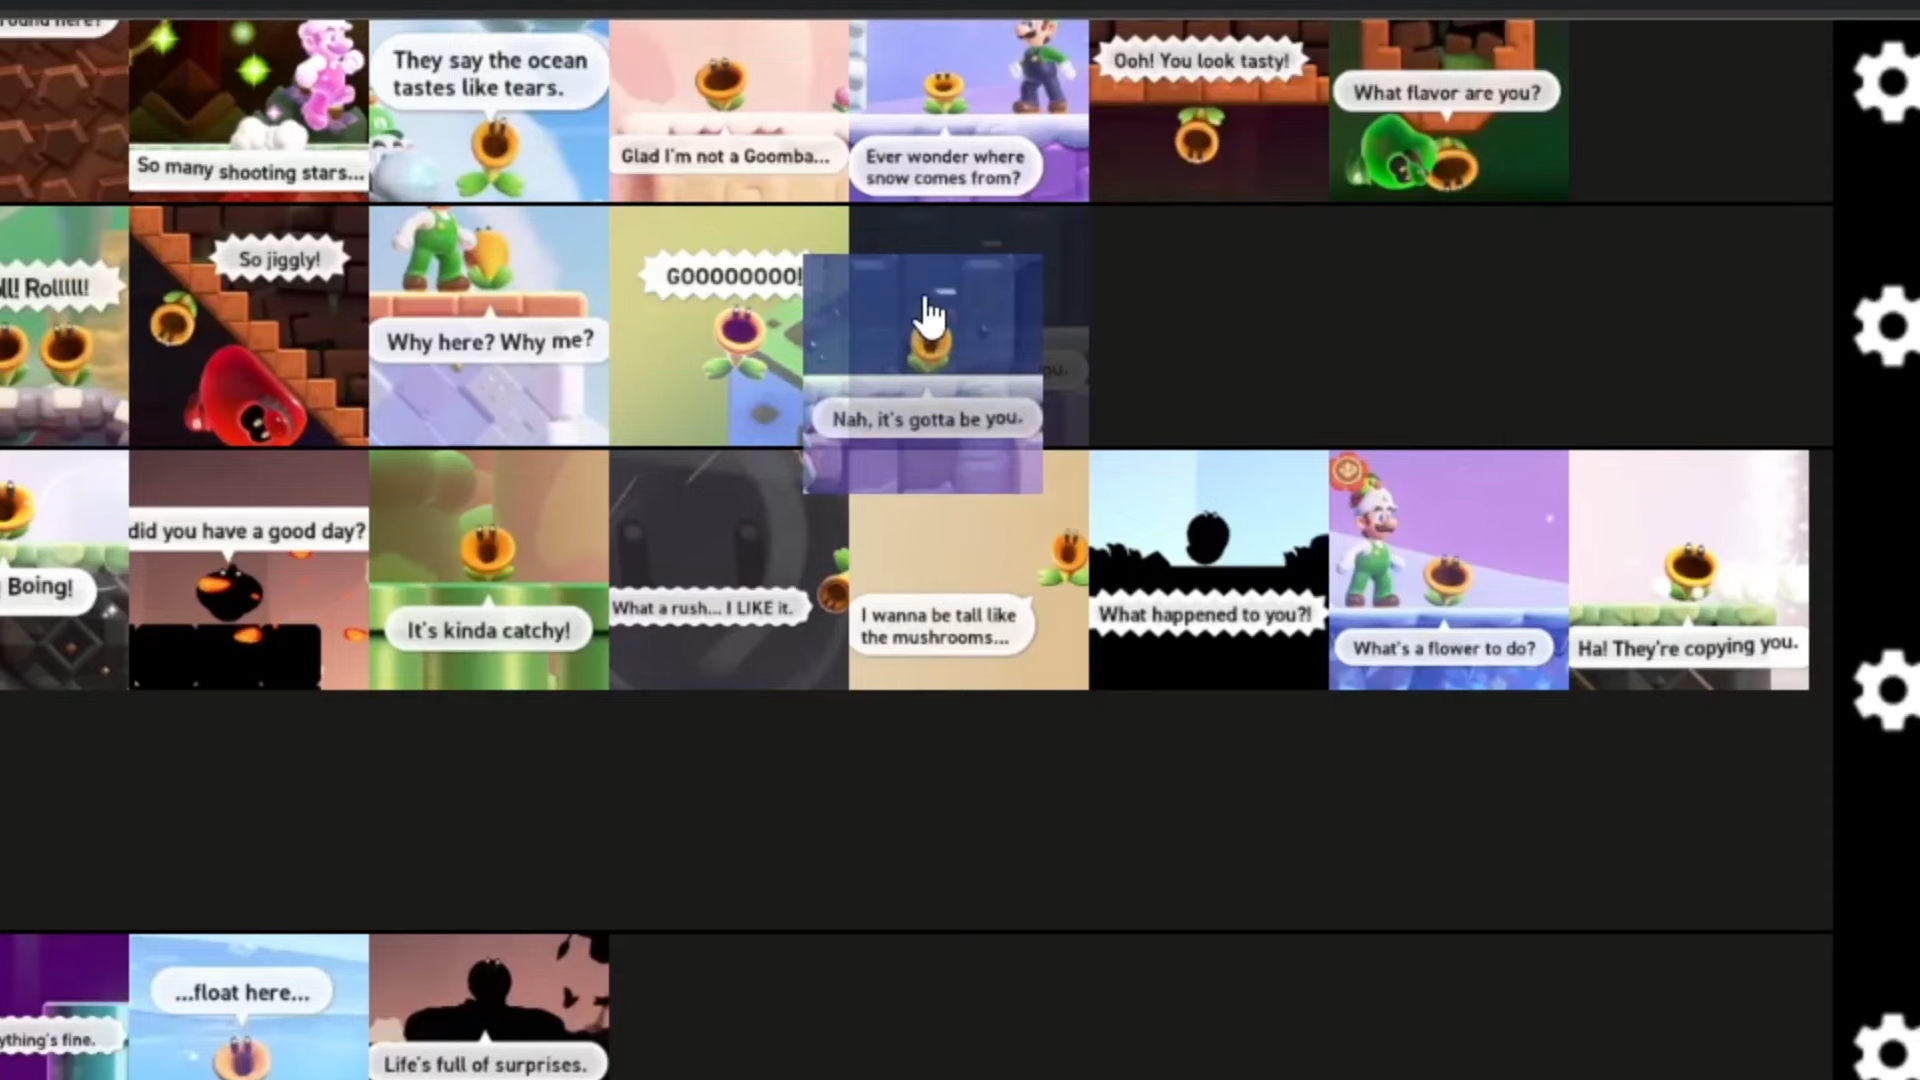 So many shooting stars...
They say the ocean
tastes like tears.
Glad I'm not a Goomba...
Ever wonder where
snow comes from?
Ooh! You look tasty!
What flavor are you?
Rolllll!
So jiggly!
Why here? Why me?
GOOOOOOOO!
Nah, it's gotta be you.
Boing!
did you have a good day?
It's kinda catchy!
What a rush... I LIKE it.
I wanna be tall like
the mushrooms...
What happened to you?!
What's a flower to do?
Ha! They're copying you.
ything's fine.
...float here...
Life's full of surprises.